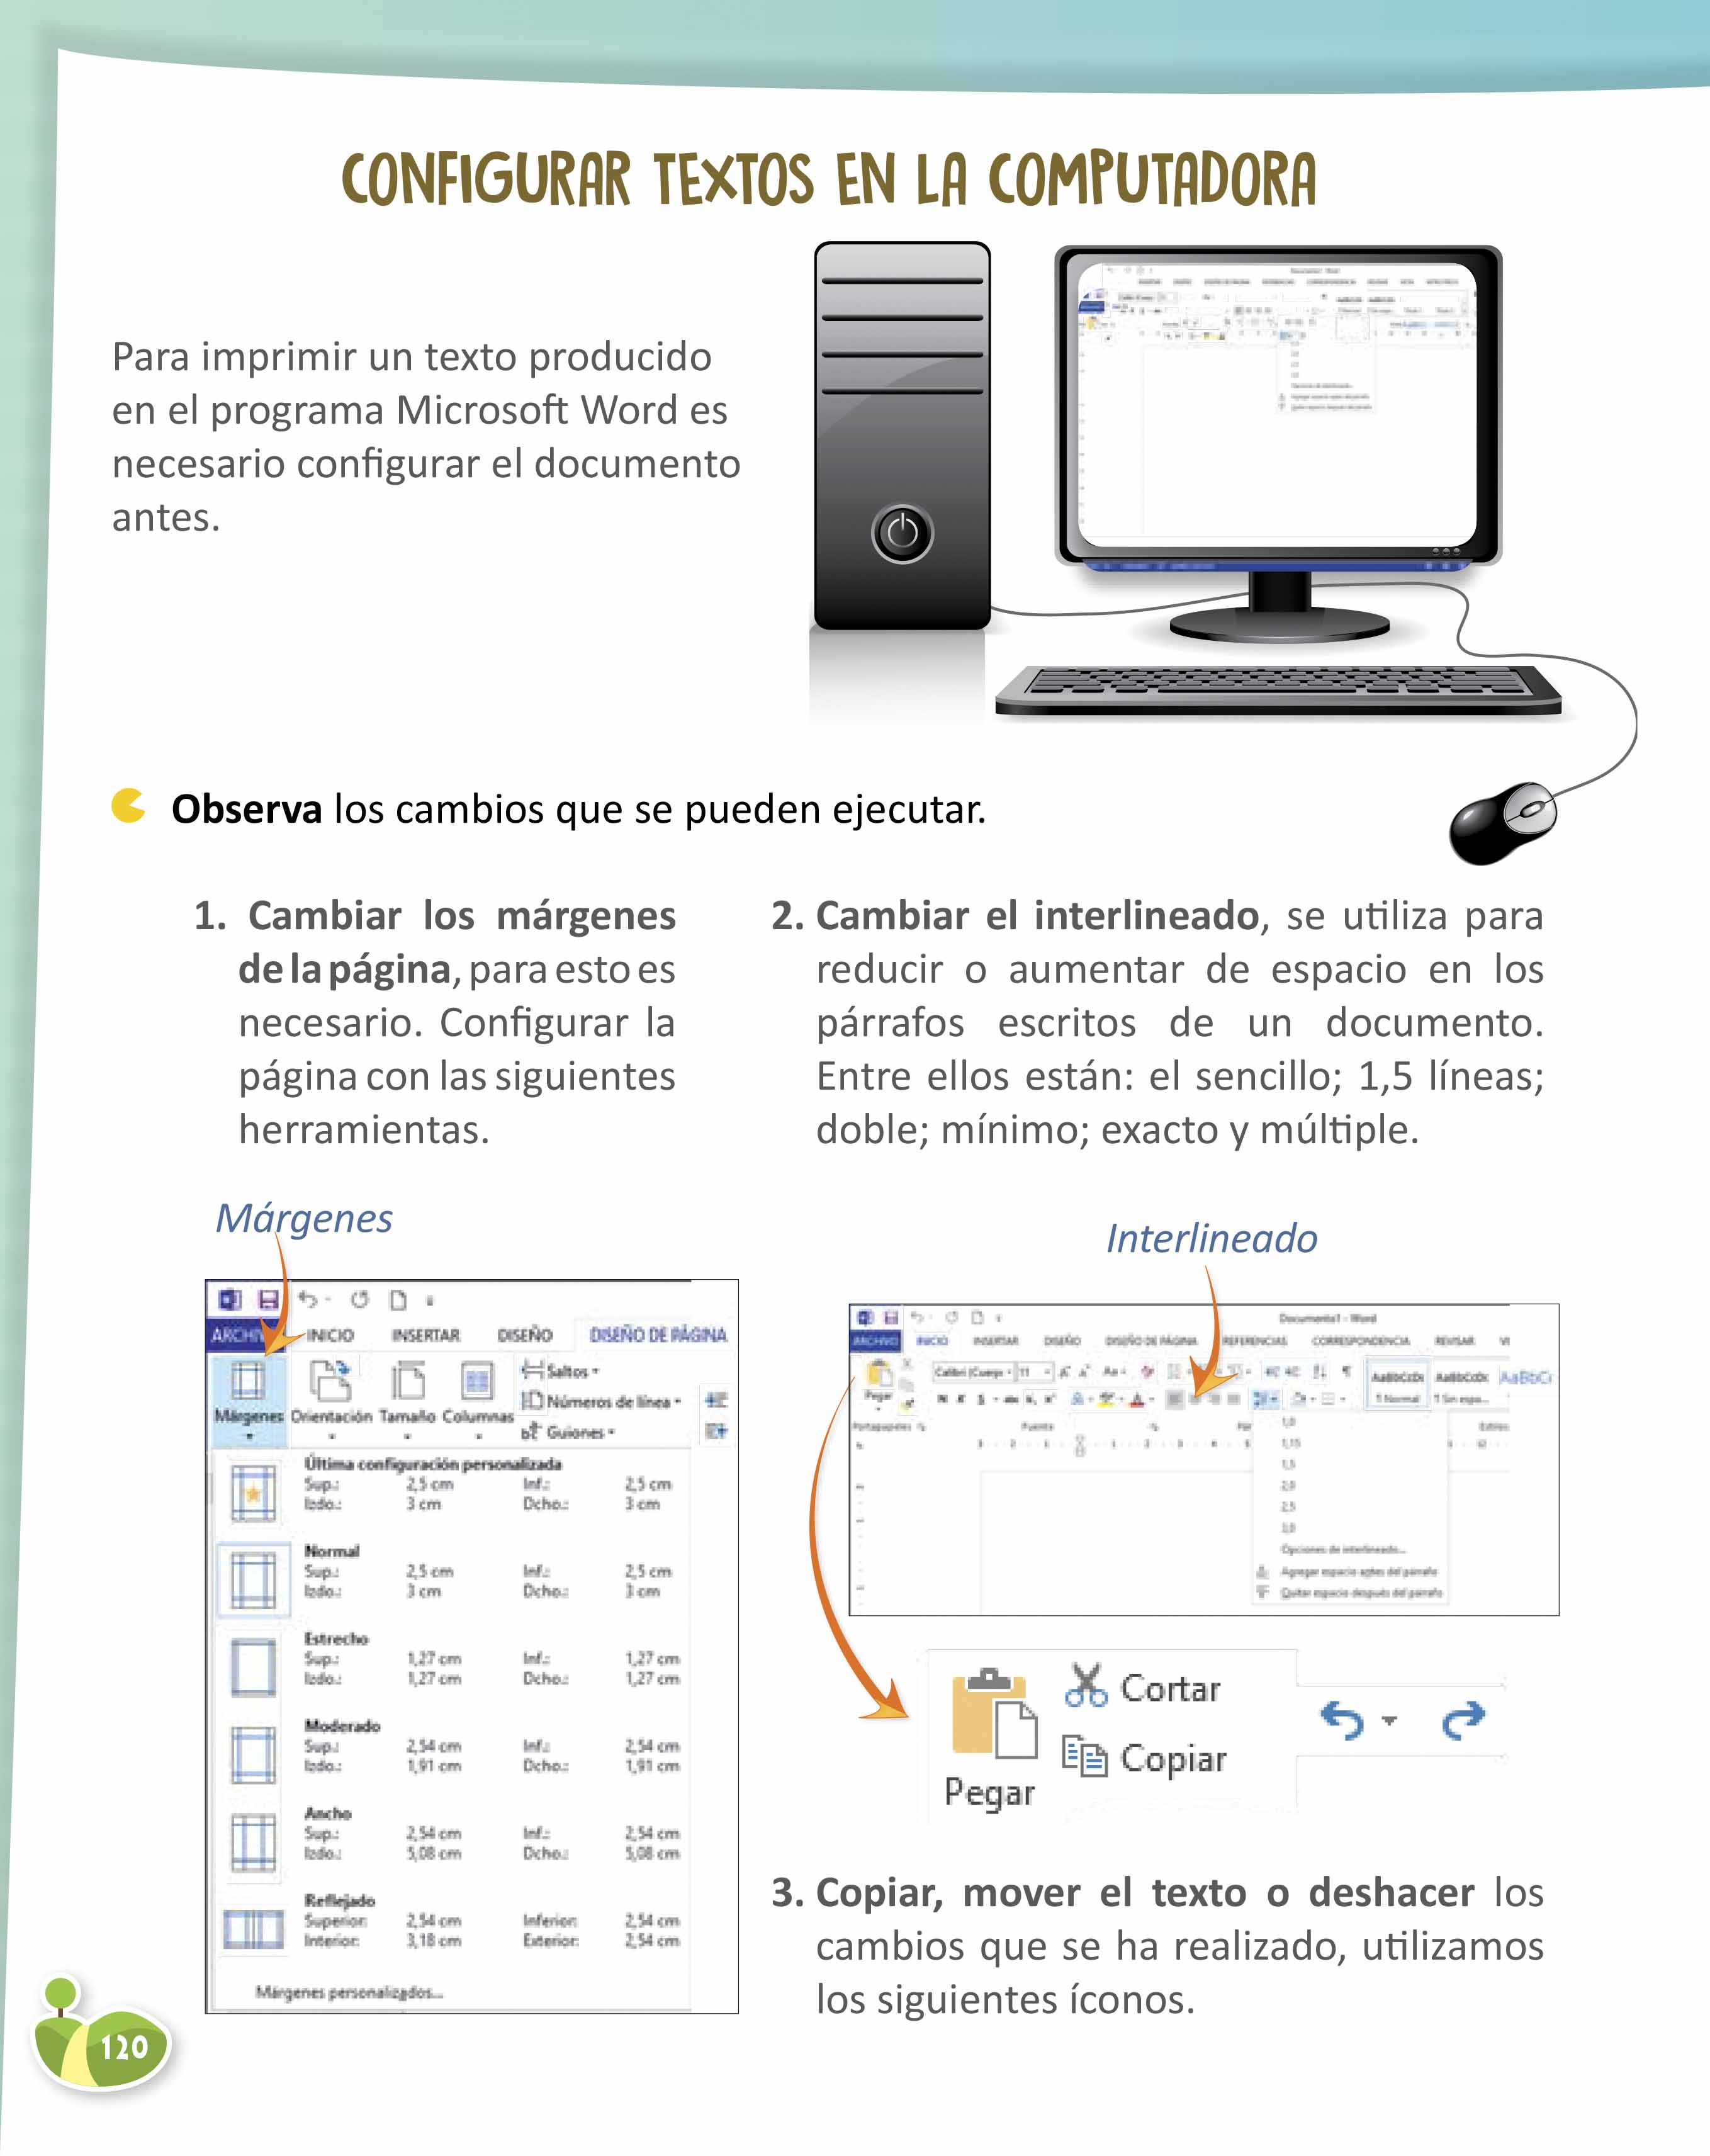 CONFIGURAR TEXTOS EN LA COMPUTADORA
Para imprimir un texto producido
en el programa Microsoft Word es
necesario configurar el documento
antes.
Observa los cambios que se pueden ejecutar.
1. Cambiar los márgenes
de la página, para esto es
necesario. Configurar la
página con las siguientes
herramientas.
2. Cambiar el interlineado, se utiliza para
reducir o aumentar de espacio en los
párrafos escritos de un documento.
Entre ellos están: el sencillo; 1,5 líneas;
doble; mínimo; exacto y múltiple.
Márgenes
INICIO INSERTAR DISEÑO DISEÑO DE PÁGINA
Saltos
Números de línea
Guiones
Márgenes Orientación Tamaño Columnas
Última configuración personalizada
Sup.: 2,5 cm Inf.: 2,5 cm
Izdo.: 3 cm Dcho.: 3 cm
Normal
Sup.: 2,5 cm Inf.: 2,5 cm
Izdo.: 3 cm Dcho.: 3 cm
Estrecho
Sup.: 1,27 cm Inf.: 1,27 cm
Izdo.: 1,27 cm Dcho.: 1,27 cm
Moderado
Sup.: 2,54 cm Inf.: 2,54 cm
Izdo.: 1,91 cm Dcho.: 1,91 cm
Ancho
Sup.: 2,54 cm Inf.: 2,54 cm
Izdo.: 5,08 cm Dcho.: 5,08 cm
Reflejado
Superior: 2,54 cm Inferior: 2,54 cm
Interior: 3,18 cm Exterior: 2,54 cm
Márgenes personalizados...
Interlineado
Documento1 - Word
ARCHIVO INICIO INSERTAR DISEÑO DISEÑO DE PÁGINA REFERENCIAS CORRESPONDENCIA REVISAR
Calibri (Cuerpo 11
AaBbCcDc AaBbCcDc AaBbCc
Pegar
1 Normal 1 Sin espa...
Portapapeles Fuente
1,0
1,15
1,5
2,0
2,5
3,0
Opciones de interlineado...
Agregar espacio antes del párrafo
Quitar espacio después del párrafo
Cortar
Copiar
Pegar
3. Copiar, mover el texto o deshacer los
cambios que se ha realizado, utilizamos
los siguientes íconos.
120